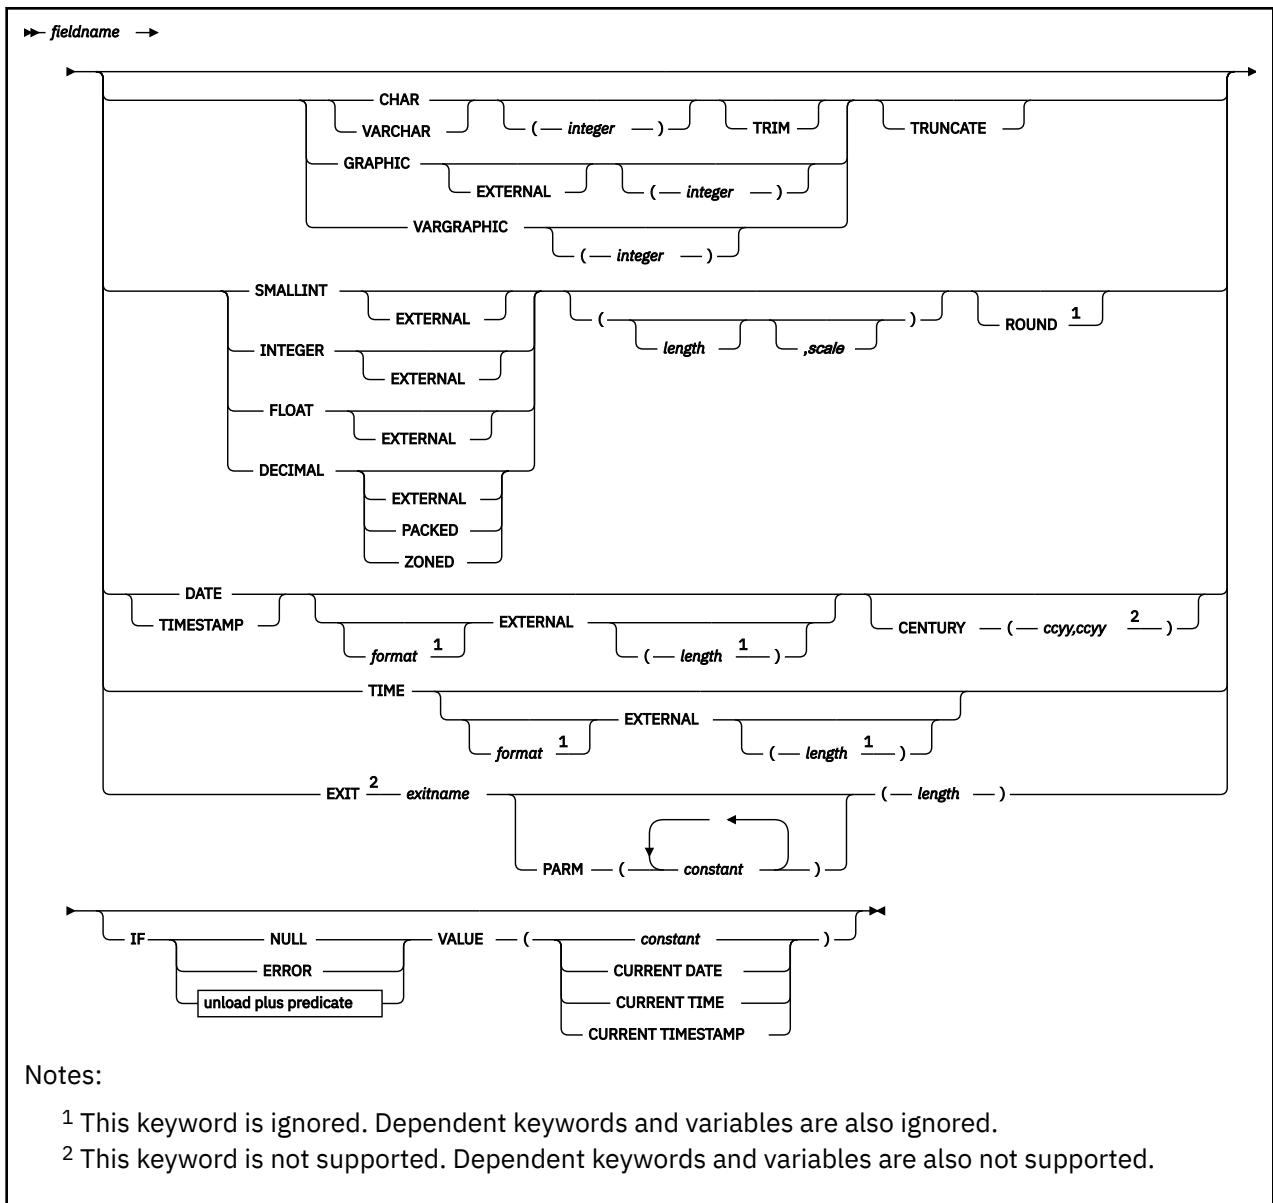 fieldname
CHAR
VARCHAR ( integer ) TRIM TRUNCATE
GRAPHIC
EXTERNAL ( integer )
VARGRAPHIC
( integer )
SMALLINT
EXTERNAL ( ) ROUND 1
length ,scale
INTEGER
EXTERNAL
FLOAT
EXTERNAL
DECIMAL
EXTERNAL
PACKED
ZONED
DATE
TIMESTAMP EXTERNAL CENTURY ( ccyy,ccyy 2 )
format 1 ( length 1 )
TIME
EXTERNAL
format 1 ( length 1 )
EXIT 2 exitname ( length )
PARM ( constant )
IF NULL VALUE ( constant )
ERROR CURRENT DATE
unload plus predicate CURRENT TIME
CURRENT TIMESTAMP
Notes:
1 This keyword is ignored. Dependent keywords and variables are also ignored.
2 This keyword is not supported. Dependent keywords and variables are also not supported.